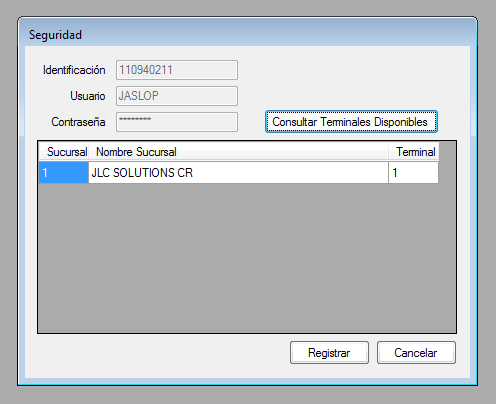 Seguridad
Identificación 110940211
Usuario JASLOP
Contraseña ********
Consultar Terminales Disponibles
Sucursal Nombre Sucursal Terminal
1 JLC SOLUTIONS CR 1
Registrar Cancelar